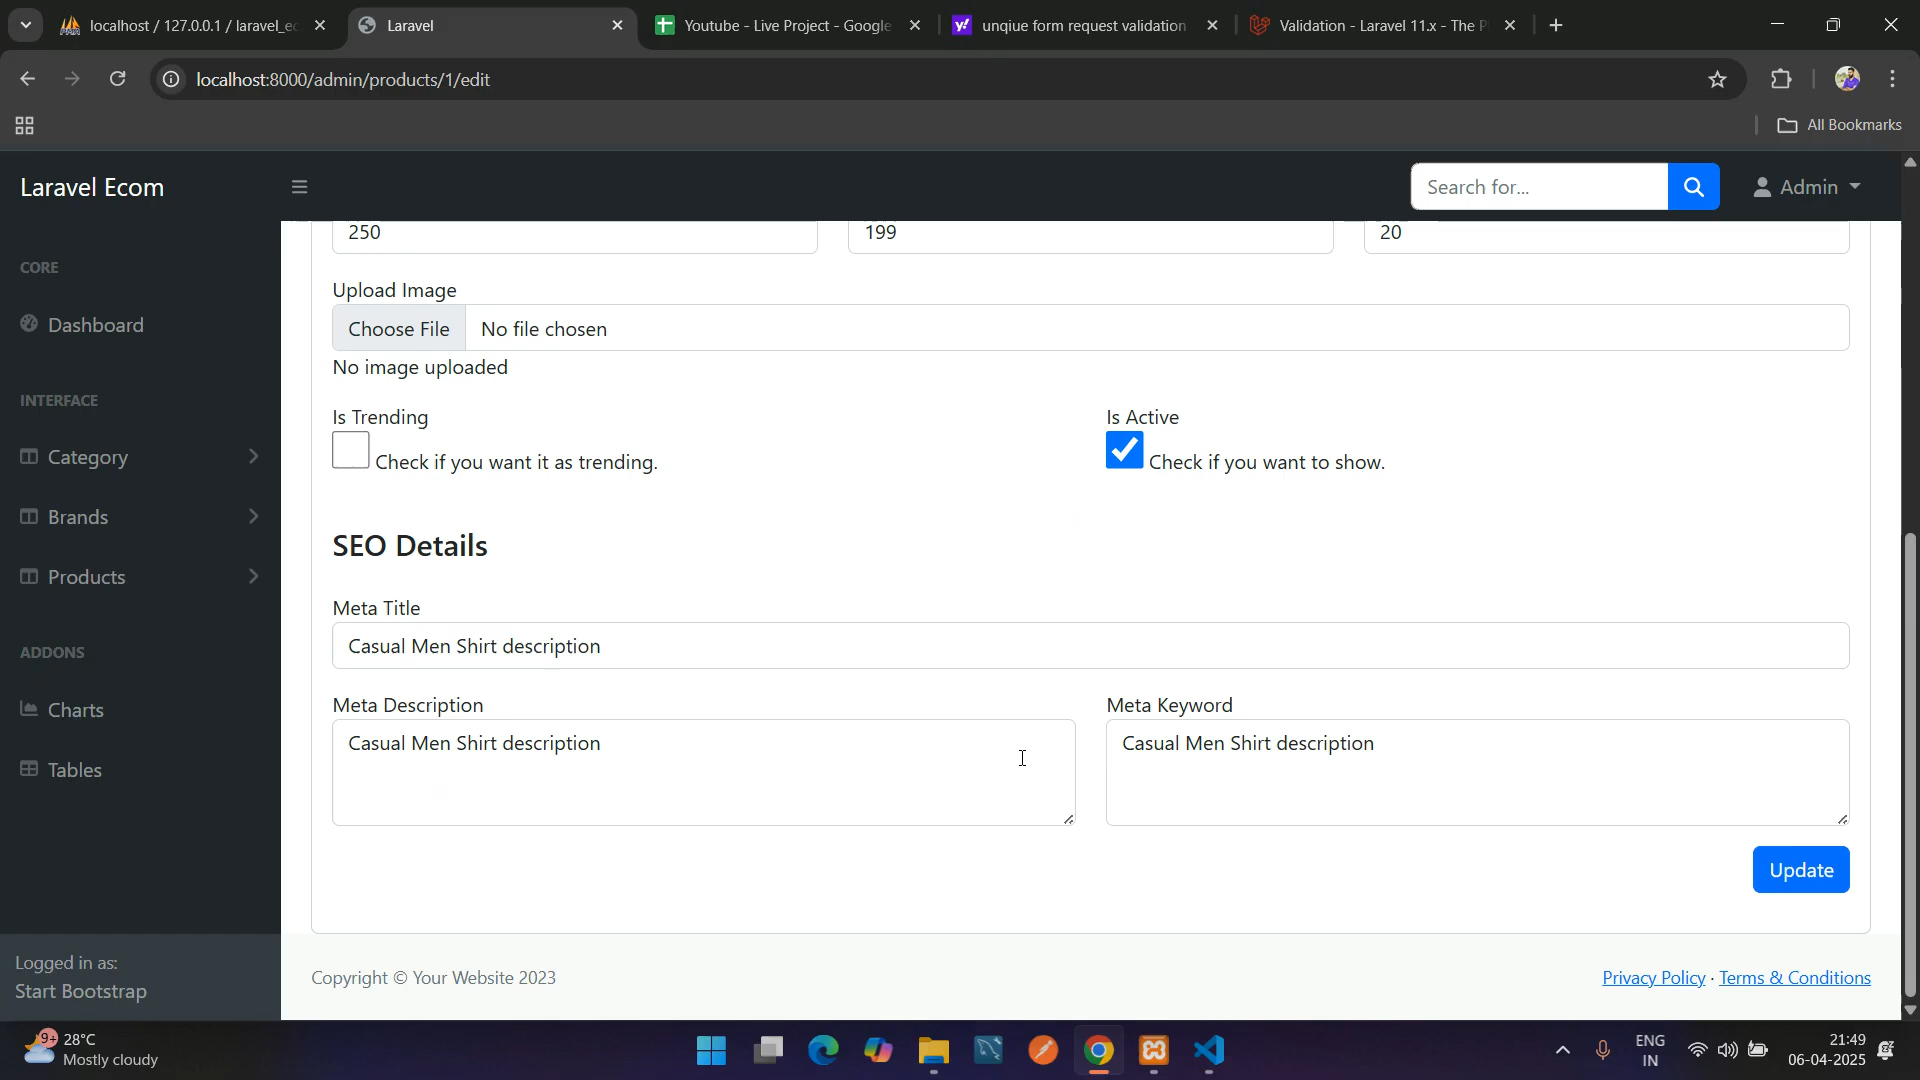 localhost / 127.0.0.1 / laravel_ec
Laravel
Youtube - Live Project - Google
unqiue form request validation
Validation - Laravel 11.x - The P
localhost:8000/admin/products/1/edit
All Bookmarks
Laravel Ecom
Search for...
Admin
CORE
Dashboard
INTERFACE
Category
Brands
Products
ADDONS
Charts
Tables
Logged in as:
Start Bootstrap
250
199
20
Upload Image
Choose File
No file chosen
No image uploaded
Is Trending
Check if you want it as trending.
Is Active
Check if you want to show.
SEO Details
Meta Title
Casual Men Shirt description
Meta Description
Casual Men Shirt description
Meta Keyword
Casual Men Shirt description
Update
Copyright © Your Website 2023
Privacy Policy · Terms & Conditions
9+
28°C
Mostly cloudy
ENG
IN
21:49
06-04-2025